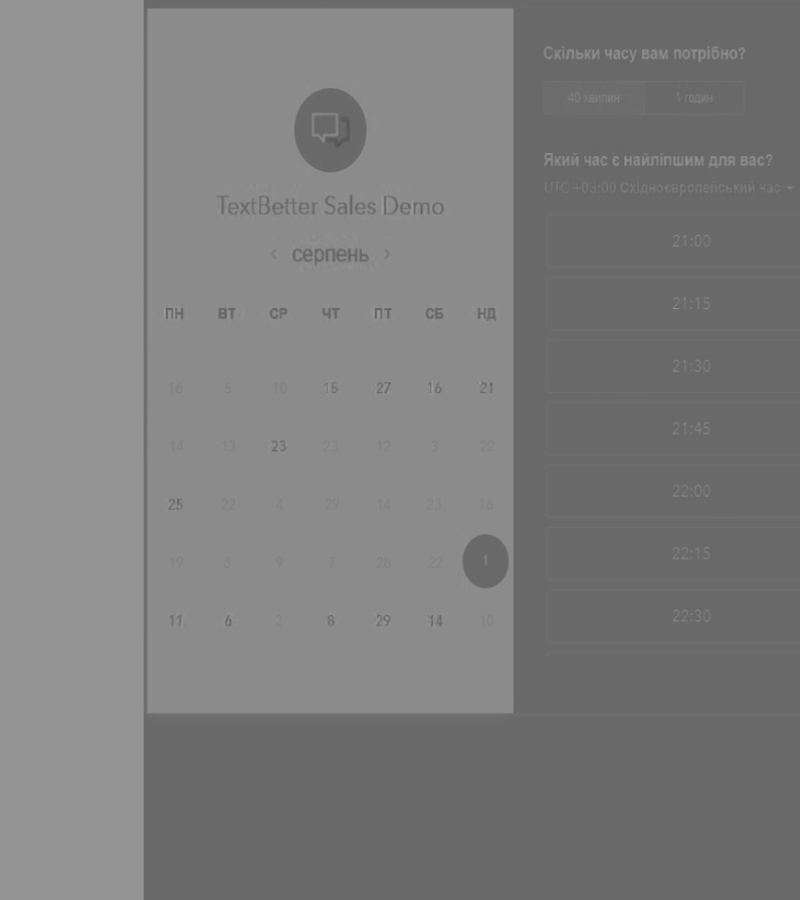 TextBetter Sales Demo
‹ серпень ›
ПН ВТ СР ЧТ ПТ СБ НД
16 5 10 15 27 16 21
14 13 23 23 12 3 22
25 22 4 29 14 23 16
19 8 9 7 28 22 1
11 6 2 8 29 14 10
Скільки часу вам потрібно?
40 хвилин 1 годин
Який час є найліпшим для вас?
UTC +03:00 Східноєвропейський час
21:00
21:15
21:30
21:45
22:00
22:15
22:30